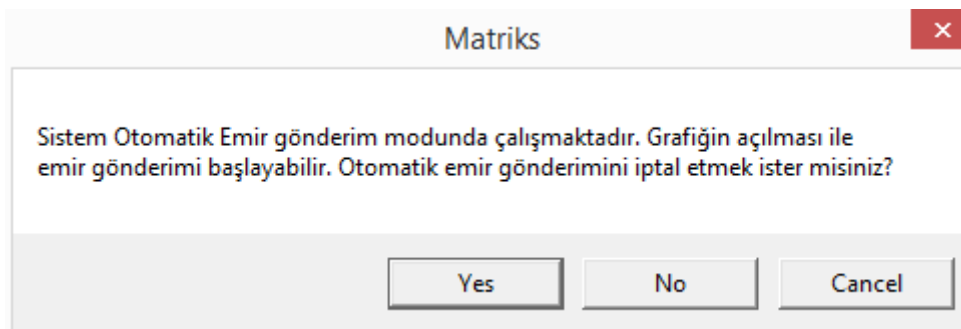 Matriks
Sistem Otomatik Emir gönderim modunda çalışmaktadır. Grafiğin açılması ile
emir gönderimi başlayabilir. Otomatik emir gönderimini iptal etmek ister misiniz?
Yes No Cancel